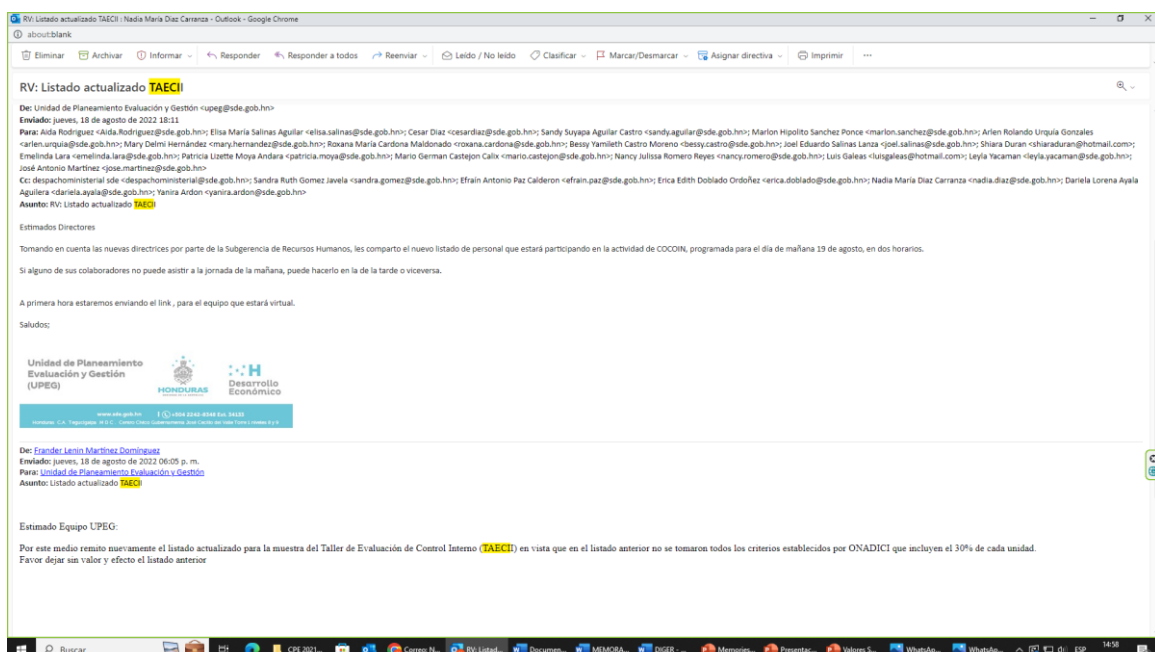 RV: Listado actualizado TAECII : Nadia María Diaz Carranza - Outlook - Google Chrome
about:blank
Eliminar Archivar Informar Responder Responder a todos Reenviar Leído / No leído Clasificar Marcar/Desmarcar Asignar directiva Imprimir ...
RV: Listado actualizado TAECII
De: Unidad de Planeamiento Evaluación y Gestión <upeg@sde.gob.hn>
Enviado: jueves, 18 de agosto de 2022 18:11
Para: Aida Rodriguez <Aida.Rodriguez@sde.gob.hn>; Elisa María Salinas Aguilar <elisa.salinas@sde.gob.hn>; Cesar Diaz <cesardiaz@sde.gob.hn>; Sandy Suyapa Aguilar Castro <sandy.aguilar@sde.gob.hn>; Marlon Hipolito Sanchez Ponce <marlon.sanchez@sde.gob.hn>; Arlen Rolando Urquía Gonzales
<arlen.urquia@sde.gob.hn>; Mary Delmi Hernández <mary.hernandez@sde.gob.hn>; Roxana María Cardona Maldonado <roxana.cardona@sde.gob.hn>; Bessy Yamileth Castro Moreno <bessy.castro@sde.gob.hn>; Joel Eduardo Salinas Lanza <joel.salinas@sde.gob.hn>; Shiara Duran <shiaraduran@hotmail.com>;
Emelinda Lara <emelinda.lara@sde.gob.hn>; Patricia Lizette Moya Andara <patricia.moya@sde.gob.hn>; Mario German Castejon Calix <mario.castejon@sde.gob.hn>; Nancy Julissa Romero Reyes <nancy.romero@sde.gob.hn>; Luis Galeas <luisgaleas@hotmail.com>; Leyla Yacaman <leyla.yacaman@sde.gob.hn>;
José Antonio Martínez <jose.martinez@sde.gob.hn>
Cc: despachoministerial sde <despachoministerial@sde.gob.hn>; Sandra Ruth Gomez Javela <sandra.gomez@sde.gob.hn>; Efraín Antonio Paz Calderon <efrain.paz@sde.gob.hn>; Erica Edith Doblado Ordoñez <erica.doblado@sde.gob.hn>; Nadia María Diaz Carranza <nadia.diaz@sde.gob.hn>; Dariela Lorena Ayala
Aguilera <dariela.ayala@sde.gob.hn>; Yanira Ardon <yanira.ardon@sde.gob.hn>
Asunto: RV: Listado actualizado TAECII
Estimados Directores
Tomando en cuenta las nuevas directrices por parte de la Subgerencia de Recursos Humanos, les comparto el nuevo listado de personal que estará participando en la actividad de COCOIN, programada para el día de mañana 19 de agosto, en dos horarios.
Si alguno de sus colaboradores no puede asistir a la jornada de la mañana, puede hacerlo en la de la tarde o viceversa.
A primera hora estaremos enviando el link , para el equipo que estará virtual.
Saludos;
Unidad de Planeamiento
Evaluación y Gestión
(UPEG)
HONDURAS
Desarrollo
Económico
www.sde.gob.hn
De: Frander Lenin Martínez Domínguez
Enviado: jueves, 18 de agosto de 2022 06:05 p. m.
Para: Unidad de Planeamiento Evaluación y Gestión
Asunto: Listado actualizado TAECII
Estimado Equipo UPEG:
Por este medio remito nuevamente el listado actualizado para la muestra del Taller de Evaluación de Control Interno (TAECII) en vista que en el listado anterior no se tomaron todos los criterios establecidos por ONADICI que incluyen el 30% de cada unidad.
Favor dejar sin valor y efecto el listado anterior
Buscar CPE 2021... Correo: N... RV: Listad... Documen... MEMORA... DIGER - ... Memories... Presentac... Valores S... WhatsAp... WhatsAp... ESP 14:58